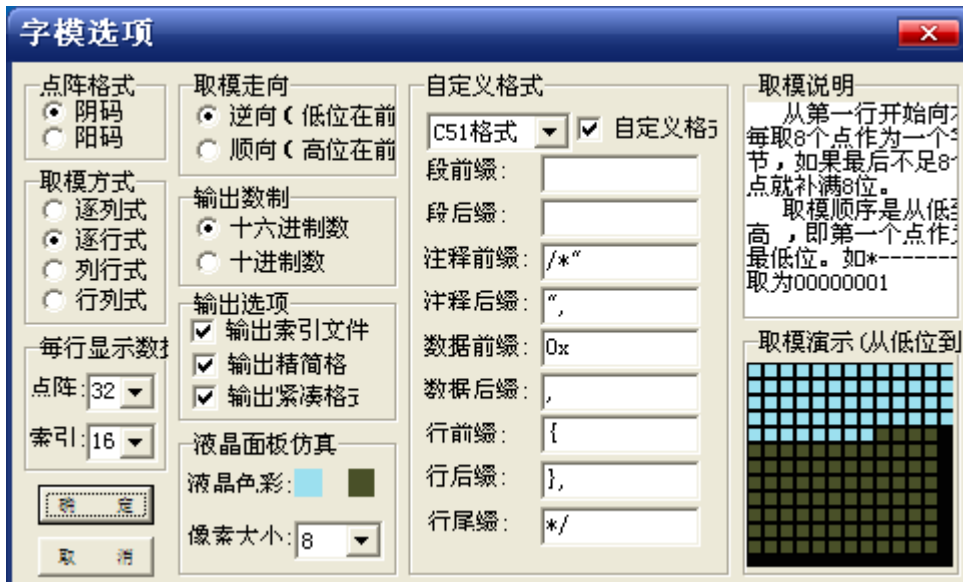 字模选项
点阵格式
阴码
阳码
取模方式
逐列式
逐行式
列行式
行列式
每行显示数
点阵: 32
索引: 16
确 定
取 消
取模走向
逆向(低位在前
顺向(高位在前
输出数制
十六进制数
十进制数
输出选项
输出索引文件
输出精简格
输出紧凑格
液晶面板仿真
液晶色彩:
像素大小: 8
自定义格式
C51格式 自定义格
段前缀:
段后缀:
注释前缀: /*"
注释后缀: ",
数据前缀: 0x
数据后缀: ,
行前缀: {
行后缀: },
行尾缀: */
取模说明
从第一行开始向
每取8个点作为一个
节，如果最后不足8
点就补满8位。
取模顺序是从低
高，即第一个点作
最低位。如*-------
取为00000001
取模演示(从低位到